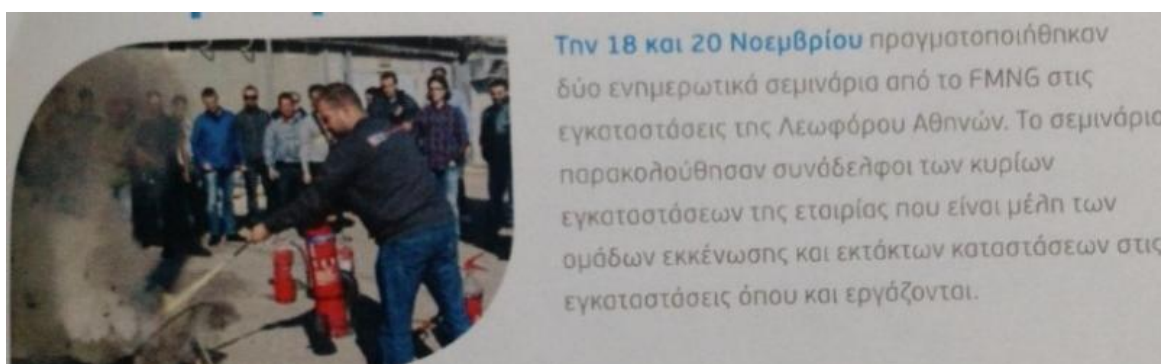 Την 18 και 20 Νοεμβρίου πραγματοποιήθηκαν
δύο ενημερωτικά σεμινάρια από το FMNG στις
εγκαταστάσεις της Λεωφόρου Αθηνών. Το σεμινάριο
παρακολούθησαν συνάδελφοι των κυρίων
εγκαταστάσεων της εταιρίας που είναι μέλη των
ομάδων εκκένωσης και εκτάκτων καταστάσεων στις
εγκαταστάσεις όπου και εργάζονται.